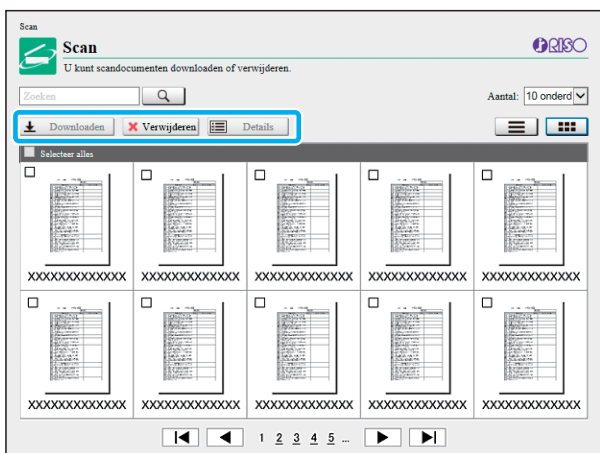 Scan
Scan
RISO
U kunt scandocumenten downloaden of verwijderen.
Zoeken
Aantal: 10 onderd
Downloaden Verwijderen Details
Selecteer alles
XXXXXXXXXXXXX XXXXXXXXXXXXX XXXXXXXXXXXXX XXXXXXXXXXXXX XXXXXXXXXXXXX
XXXXXXXXXXXXX XXXXXXXXXXXXX XXXXXXXXXXXXX XXXXXXXXXXXXX XXXXXXXXXXXXX
1 2 3 4 5 ...